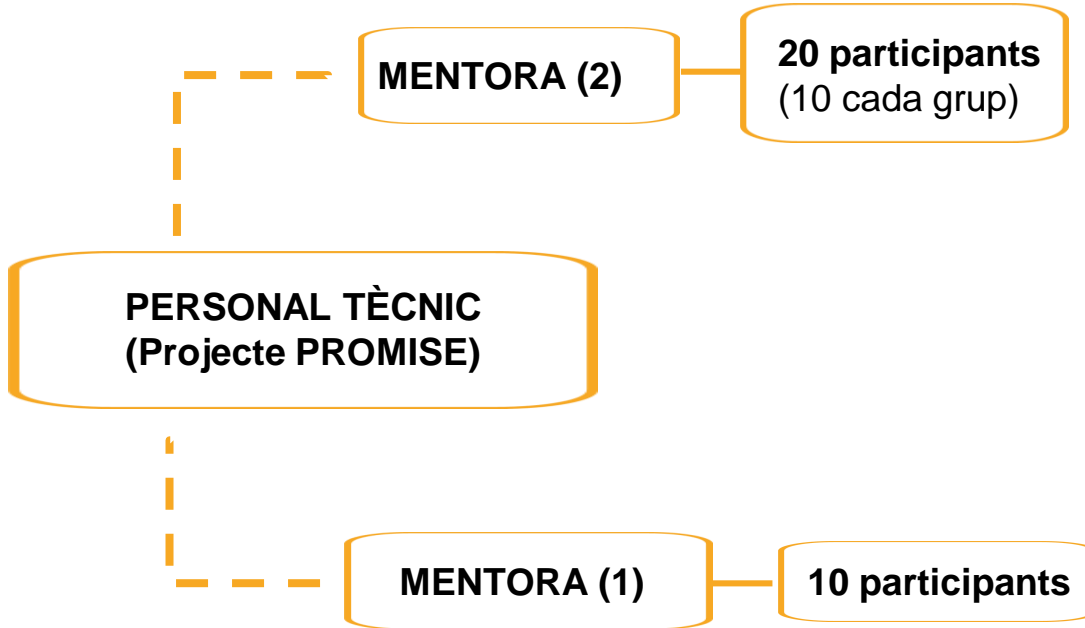 MENTORA (2)
20 participants
(10 cada grup)
PERSONAL TÈCNIC
(Projecte PROMISE)
MENTORA (1)
10 participants